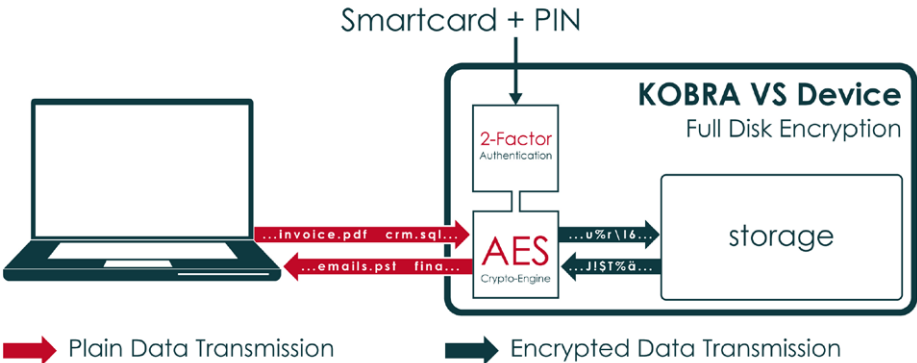 Smartcard + PIN
KOBRA VS Device
Full Disk Encryption
2-Factor
Authentication
...invoice.pdf crm.sql...
...emails.pst fina...
AES
Crypto-Engine
...u%r\I6...
...J!$T%ä...
storage
Plain Data Transmission
Encrypted Data Transmission